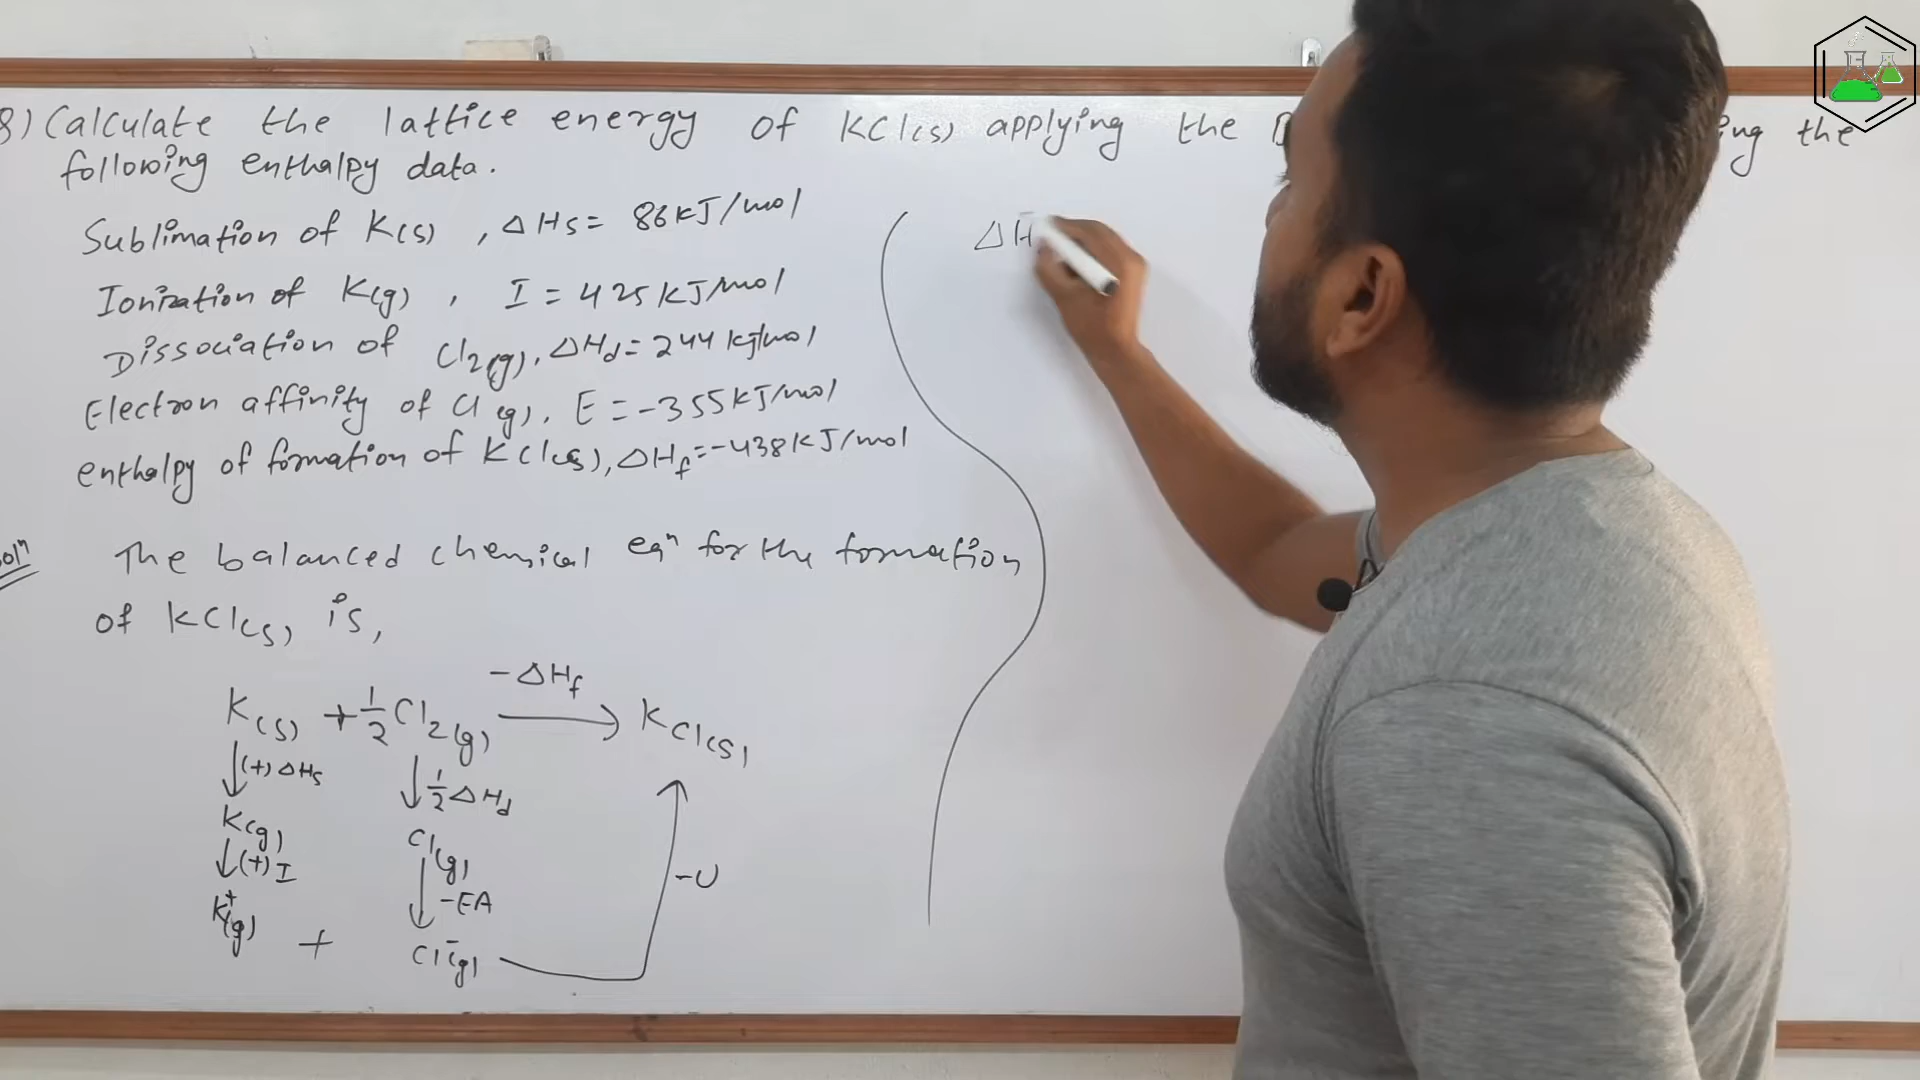 8) Calculate the lattice energy of KCl(s) applying the ing the
following enthalpy data.
Sublimation of K(s), ΔHs = 86 kJ/mol
Ionization of K(g), I = 425 kJ/mol
Dissociation of Cl2(g), ΔHd = 244 kJ/mol
Electron affinity of Cl(g), E = -355 kJ/mol
enthalpy of formation of KCl(s), ΔHf = -438 kJ/mol
Solⁿ The balanced chemical eqⁿ for the formation
of KCl(s) is,
-ΔHf
K(s) + 1/2 Cl2(g) → KCl(s)
↓(+) ΔHs ↓ 1/2 ΔHd
K(g) Cl(g)
↓(+) I ↓ -EA -U
K⁺(g) + Cl⁻(g)
ΔH